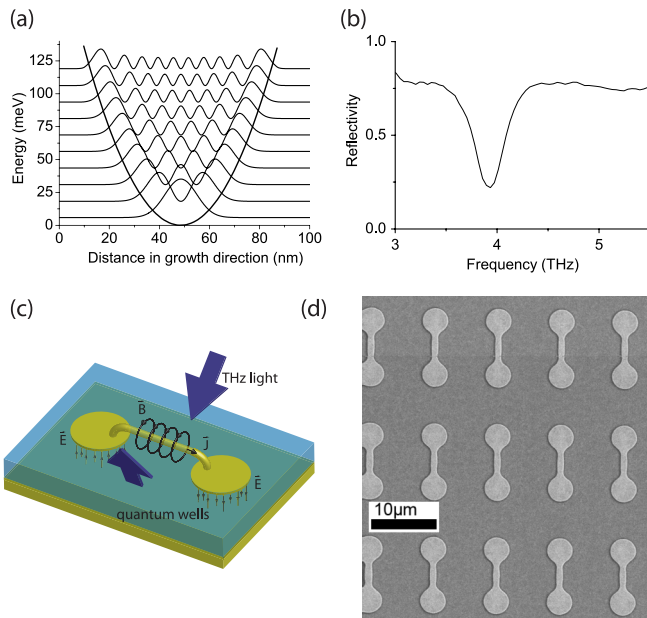 (a)
125
100
75
50
25
0
Energy (meV)
0 20 40 60 80 100
Distance in growth direction (nm)
(b)
1.0
0.5
0.0
Reflectivity
3 4 5
Frequency (THz)
(c)
THz light
B
J
E
E
quantum wells
(d)
10µm